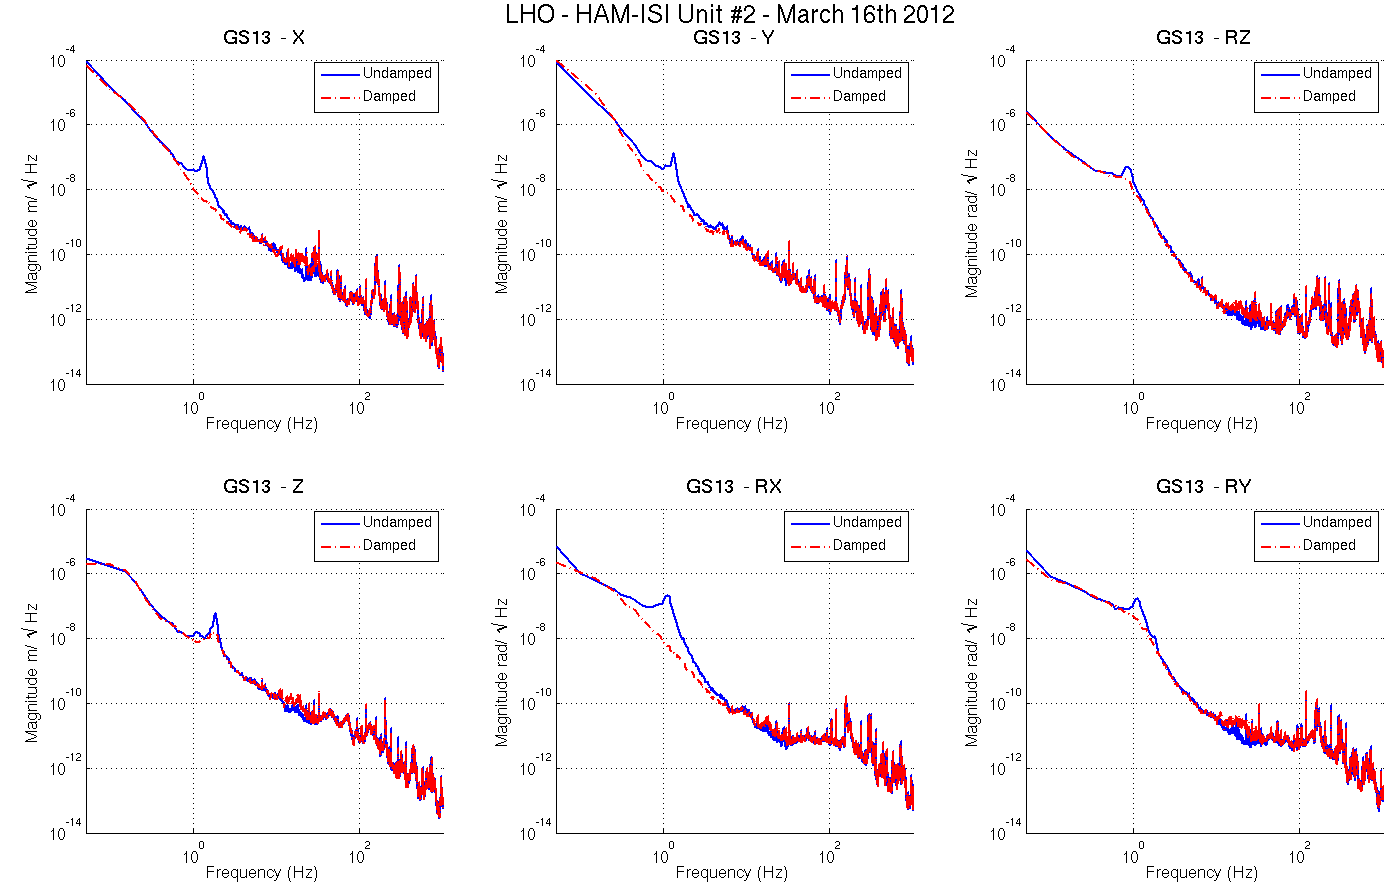 LHO - HAM-ISI Unit #2 - March 16th 2012
GS13 - X
GS13 - Y
GS13 - RZ
Undamped
Damped
Undamped
Damped
Undamped
Damped
10^-4
10^-6
10^-8
10^-10
10^-12
10^-14
10^0
10^2
Magnitude m/ √ Hz
Frequency (Hz)
10^-4
10^-6
10^-8
10^-10
10^-12
10^-14
10^0
10^2
Magnitude m/ √ Hz
Frequency (Hz)
10^-4
10^-6
10^-8
10^-10
10^-12
10^-14
10^0
10^2
Magnitude rad/ √ Hz
Frequency (Hz)
GS13 - Z
GS13 - RX
GS13 - RY
Undamped
Damped
Undamped
Damped
Undamped
Damped
10^-4
10^-6
10^-8
10^-10
10^-12
10^-14
10^0
10^2
Magnitude m/ √ Hz
Frequency (Hz)
10^-4
10^-6
10^-8
10^-10
10^-12
10^-14
10^0
10^2
Magnitude rad/ √ Hz
Frequency (Hz)
10^-4
10^-6
10^-8
10^-10
10^-12
10^-14
10^0
10^2
Magnitude rad/ √ Hz
Frequency (Hz)